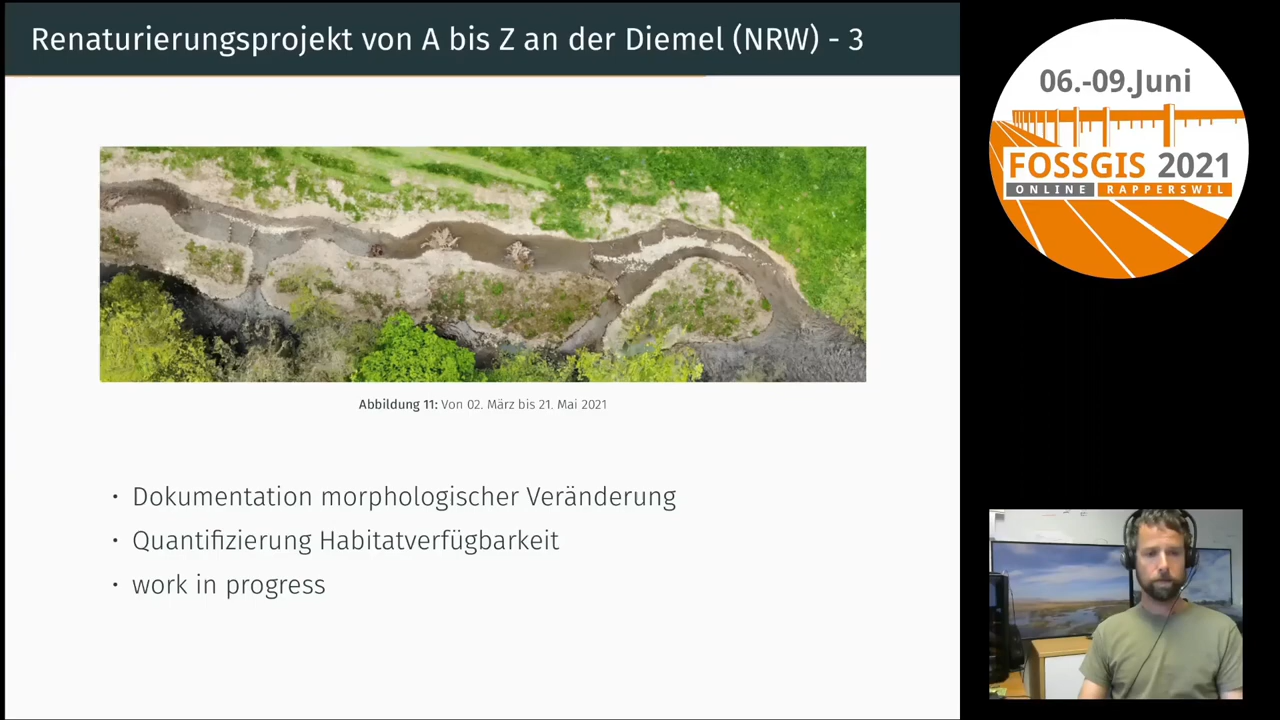 Renaturierungsprojekt von A bis Z an der Diemel (NRW) - 3
06.-09.Juni
FOSSGIS 2021
ONLINE RAPPERSWIL
Abbildung 11: Von 02. März bis 21. Mai 2021
• Dokumentation morphologischer Veränderung
• Quantifizierung Habitatverfügbarkeit
• work in progress